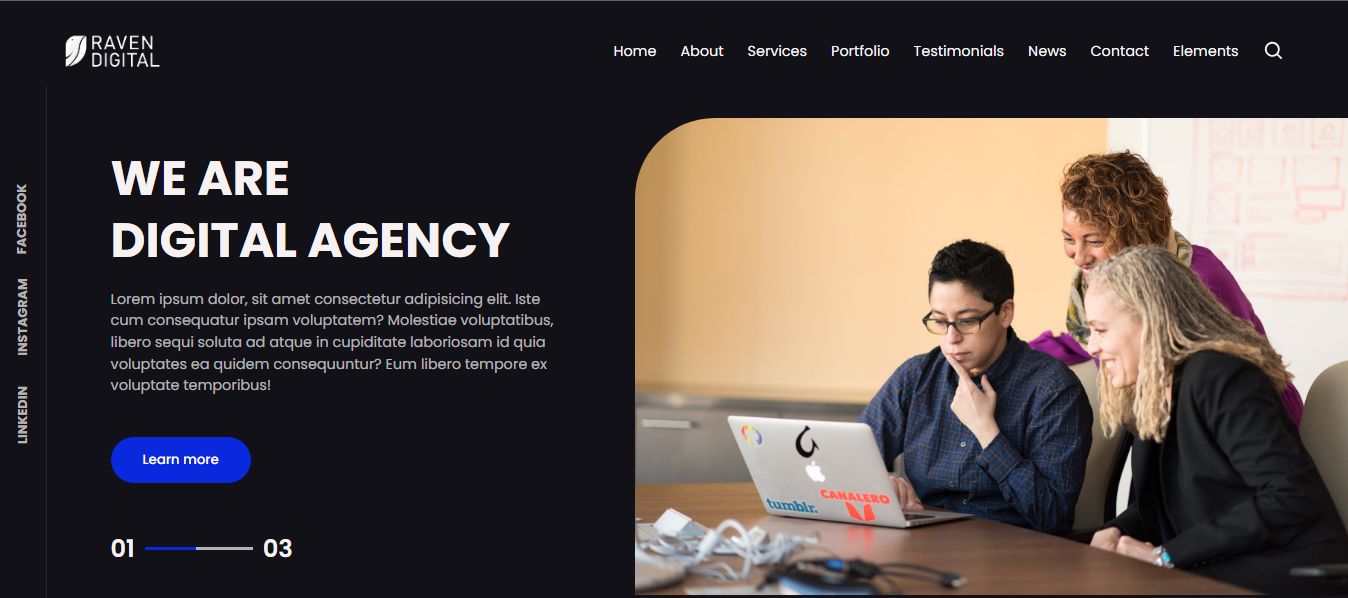 RAVEN
DIGITAL
Home About Services Portfolio Testimonials News Contact Elements
FACEBOOK
INSTAGRAM
LINKEDIN
WE ARE
DIGITAL AGENCY
Lorem ipsum dolor, sit amet consectetur adipisicing elit. Iste
cum consequatur ipsam voluptatem? Molestiae voluptatibus,
libero sequi soluta ad atque in cupiditate laboriosam id quia
voluptates ea quidem consequuntur? Eum libero tempore ex
voluptate temporibus!
Learn more
01 03
tumblr.
CANALERO